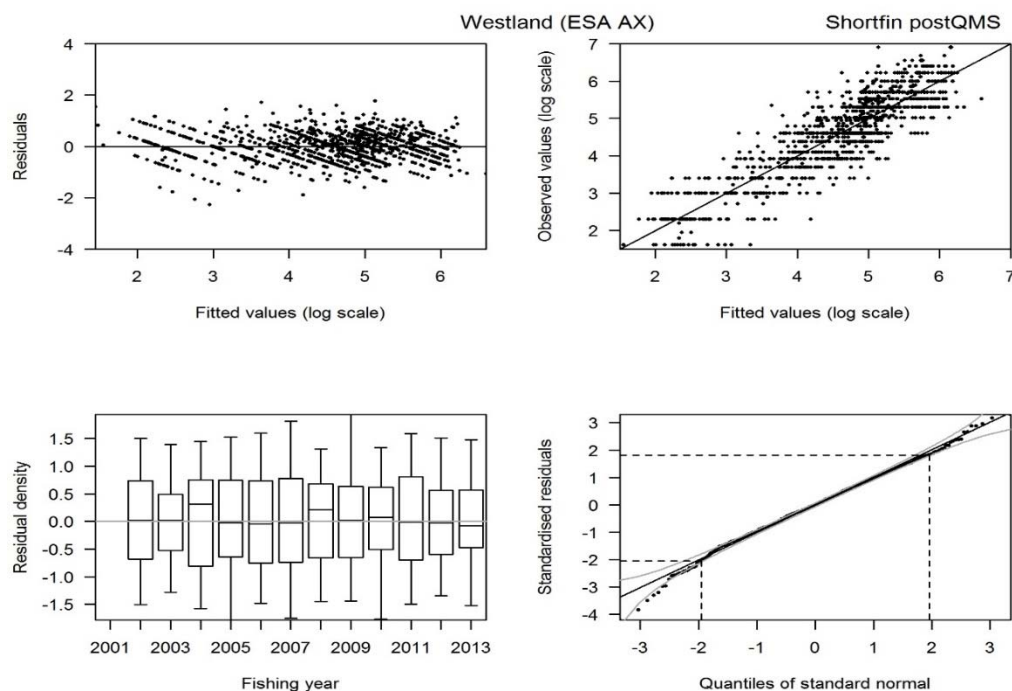 Westland (ESA AX) Shortfin postQMS
4
2
0
-2
-4
Residuals
2 3 4 5 6
Fitted values (log scale)
7
6
5
4
3
2
Observed values (log scale)
2 3 4 5 6 7
Fitted values (log scale)
1.5
1.0
0.5
0.0
-0.5
-1.0
-1.5
Residual density
2001 2003 2005 2007 2009 2011 2013
Fishing year
3
2
1
0
-1
-2
-3
-4
Standardised residuals
-3 -2 -1 0 1 2 3
Quantiles of standard normal